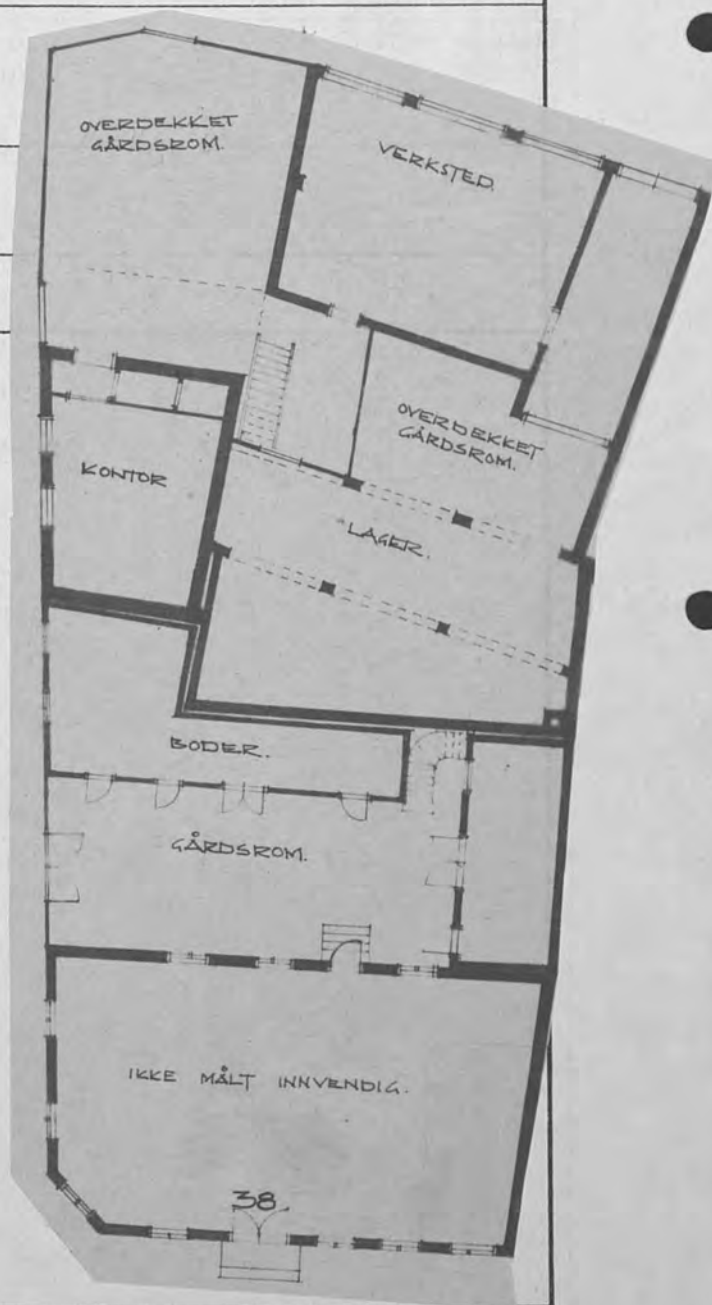 OVERDEKKET
GÅRDSROM.
VERKSTED.
OVERDEKKET
GÅRDSROM.
KONTOR
LAGER.
BODER.
GÅRDSROM.
IKKE MÅLT INNVENDIG.
38